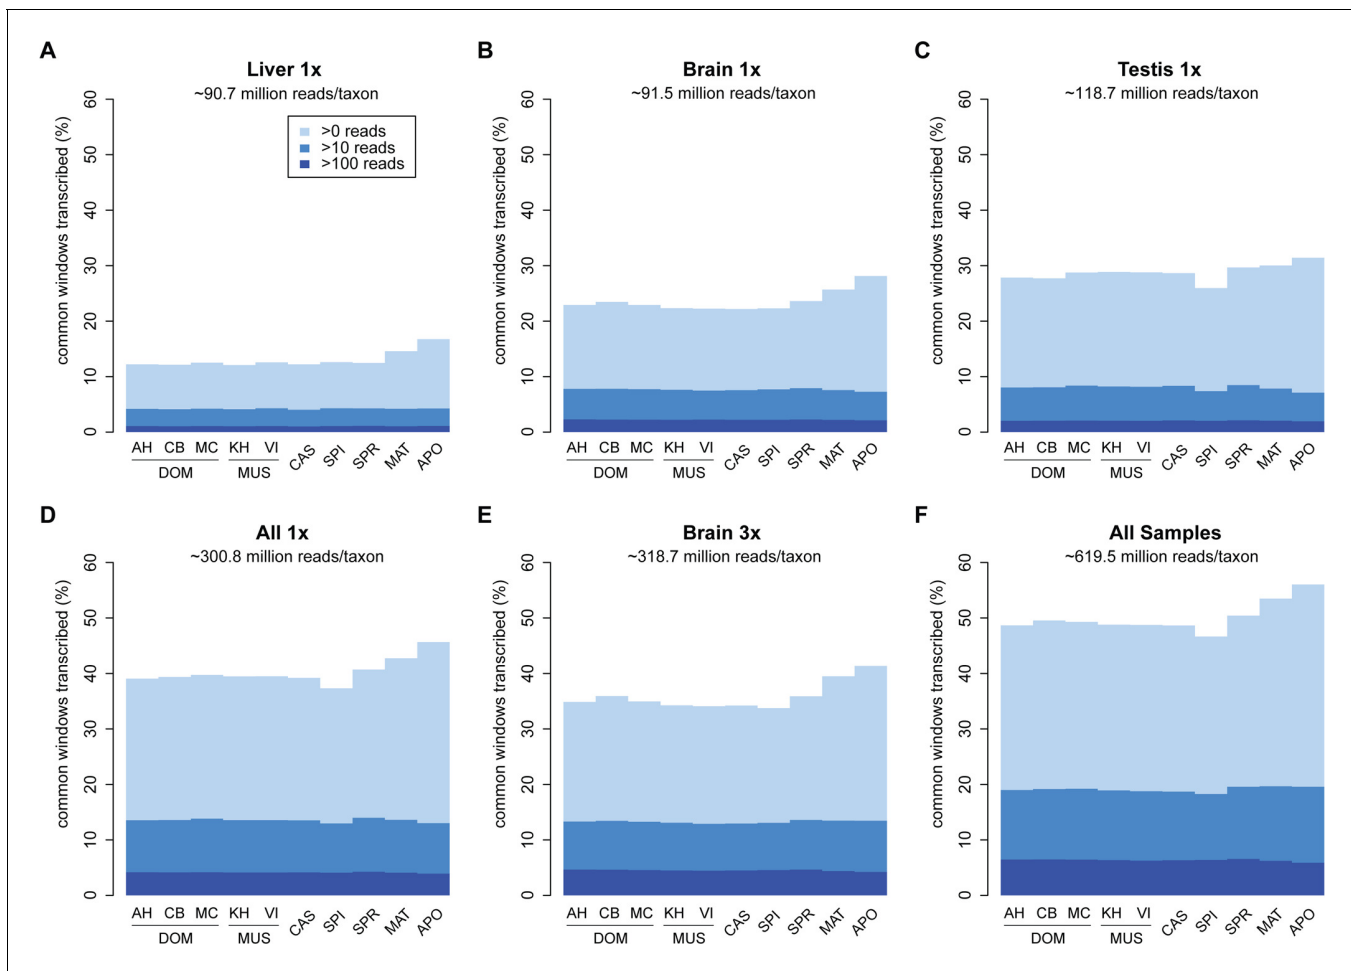 A
Liver 1x
~90.7 million reads/taxon
>0 reads
>10 reads
>100 reads
common windows transcribed (%)
60
50
40
30
20
10
0
AH CB MC KH VI CAS SPI SPR MAT APO
DOM MUS
B
Brain 1x
~91.5 million reads/taxon
common windows transcribed (%)
60
50
40
30
20
10
0
AH CB MC KH VI CAS SPI SPR MAT APO
DOM MUS
C
Testis 1x
~118.7 million reads/taxon
common windows transcribed (%)
60
50
40
30
20
10
0
AH CB MC KH VI CAS SPI SPR MAT APO
DOM MUS
D
All 1x
~300.8 million reads/taxon
common windows transcribed (%)
60
50
40
30
20
10
0
AH CB MC KH VI CAS SPI SPR MAT APO
DOM MUS
E
Brain 3x
~318.7 million reads/taxon
common windows transcribed (%)
60
50
40
30
20
10
0
AH CB MC KH VI CAS SPI SPR MAT APO
DOM MUS
F
All Samples
~619.5 million reads/taxon
common windows transcribed (%)
60
50
40
30
20
10
0
AH CB MC KH VI CAS SPI SPR MAT APO
DOM MUS